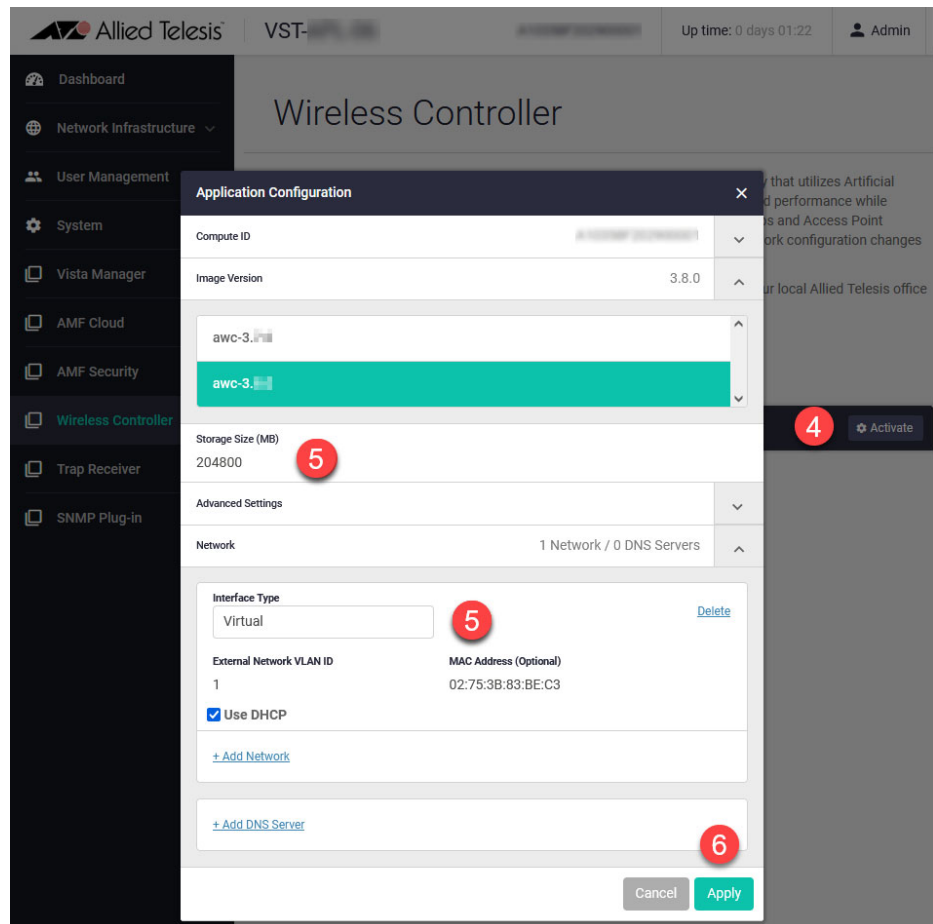 Allied Telesis
VST-
Up time: 0 days 01:22
Admin
Dashboard
Network Infrastructure
User Management
System
Vista Manager
AMF Cloud
AMF Security
Wireless Controller
Trap Receiver
SNMP Plug-in
Wireless Controller
that utilizes Artificial
performance while
and Access Point
configuration changes
local Allied Telesis office
4
Activate
Application Configuration
Compute ID
Image Version 3.8.0
awc-3.
awc-3.
Storage Size (MB)
204800
5
Advanced Settings
Network 1 Network / 0 DNS Servers
Interface Type
Virtual
5
Delete
External Network VLAN ID MAC Address (Optional)
1 02:75:3B:83:BE:C3
Use DHCP
+ Add Network
+ Add DNS Server
6
Cancel Apply